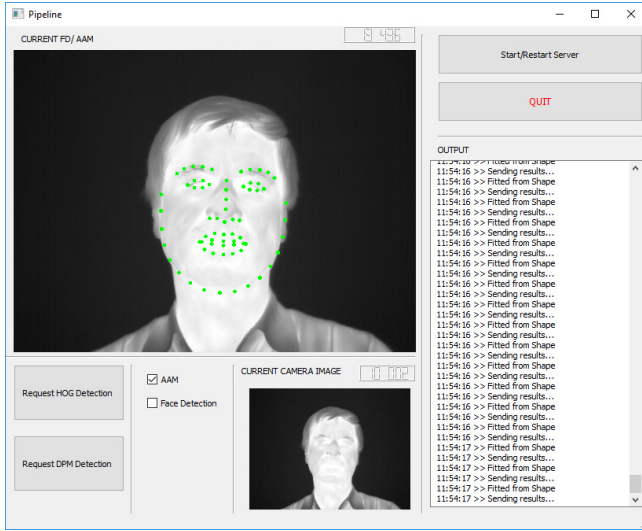 Pipeline
CURRENT FD/ AAM
9 496
Start/Restart Server
QUIT
OUTPUT
11:54:16 >> Fitted from Shape
11:54:16 >> Sending results...
11:54:16 >> Fitted from Shape
11:54:16 >> Sending results...
11:54:16 >> Fitted from Shape
11:54:16 >> Sending results...
11:54:16 >> Fitted from Shape
11:54:16 >> Sending results...
11:54:16 >> Fitted from Shape
11:54:16 >> Sending results...
11:54:16 >> Fitted from Shape
11:54:16 >> Sending results...
11:54:16 >> Fitted from Shape
11:54:16 >> Sending results...
11:54:16 >> Fitted from Shape
11:54:16 >> Sending results...
11:54:16 >> Fitted from Shape
11:54:16 >> Sending results...
11:54:16 >> Fitted from Shape
11:54:16 >> Sending results...
11:54:16 >> Fitted from Shape
11:54:16 >> Sending results...
11:54:16 >> Fitted from Shape
11:54:16 >> Sending results...
11:54:16 >> Fitted from Shape
11:54:16 >> Sending results...
11:54:16 >> Fitted from Shape
11:54:16 >> Sending results...
11:54:17 >> Fitted from Shape
11:54:17 >> Sending results...
11:54:17 >> Fitted from Shape
11:54:17 >> Sending results...
11:54:17 >> Fitted from Shape
11:54:17 >> Sending results...
Request HOG Detection
Request DPM Detection
AAM
Face Detection
CURRENT CAMERA IMAGE
10 002